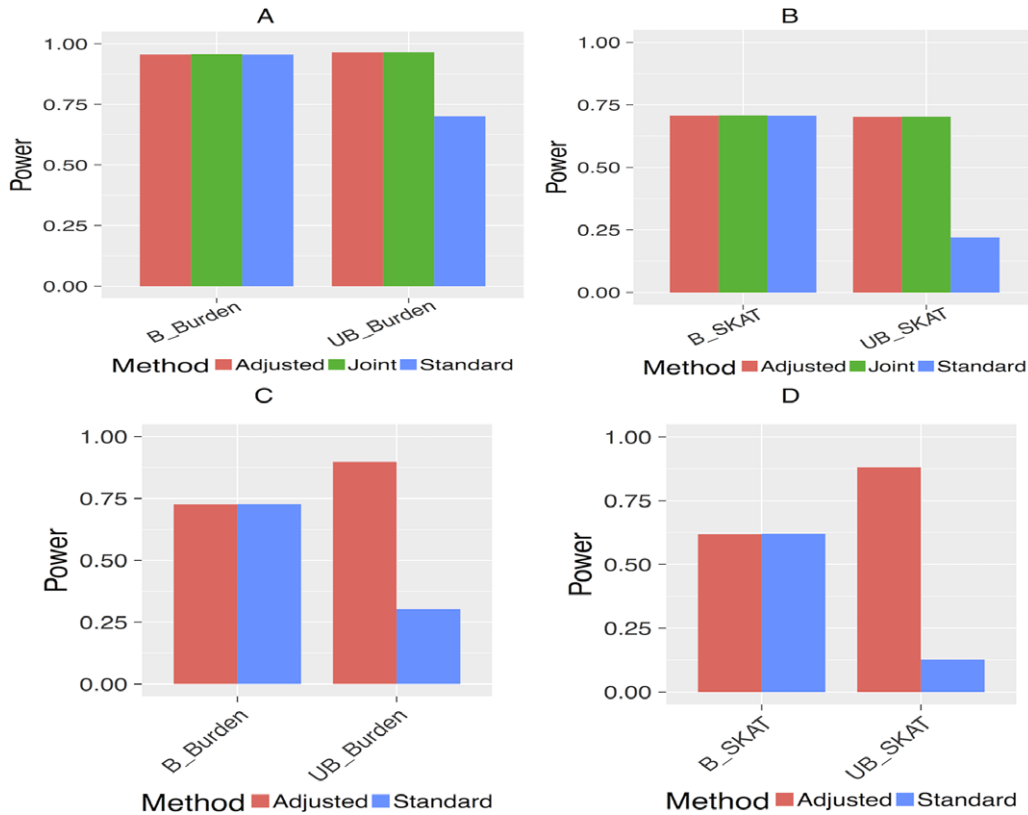 A
1.00
0.75
0.50
0.25
0.00
Power
B_Burden
UB_Burden
Method Adjusted Joint Standard
B
1.00
0.75
0.50
0.25
0.00
Power
B_SKAT
UB_SKAT
Method Adjusted Joint Standard
C
1.00
0.75
0.50
0.25
0.00
Power
B_Burden
UB_Burden
Method Adjusted Standard
D
1.00
0.75
0.50
0.25
0.00
Power
B_SKAT
UB_SKAT
Method Adjusted Standard